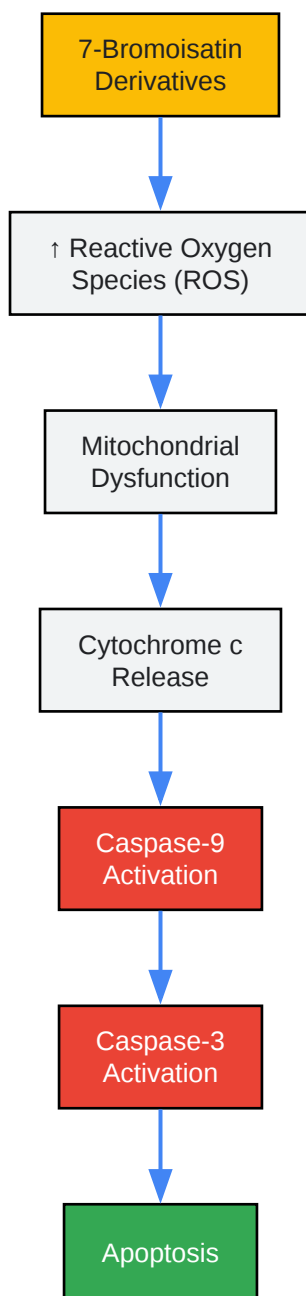 7-Bromoisatin
Derivatives
↑ Reactive Oxygen
Species (ROS)
Mitochondrial
Dysfunction
Cytochrome c
Release
Caspase-9
Activation
Caspase-3
Activation
Apoptosis